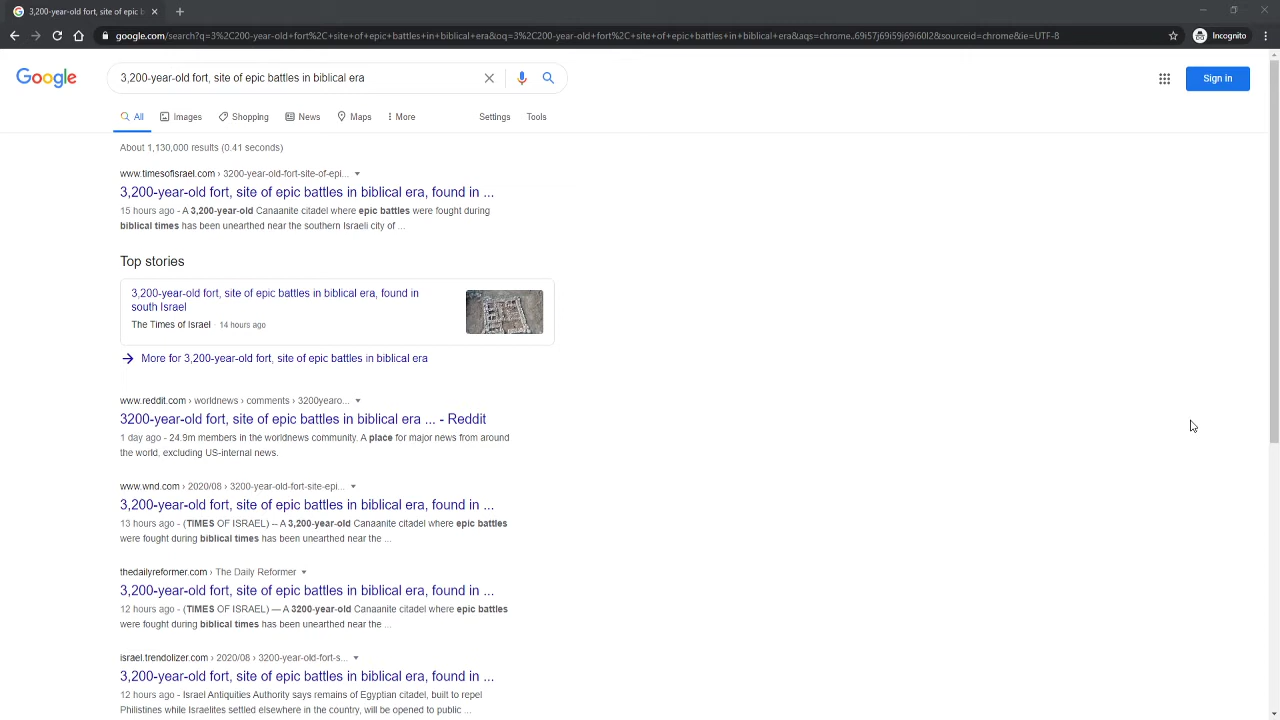 3,200-year-old fort, site of epic b
google.com/search?q=3%2C200-year-old+fort%2C+site+of+epic+battles+in+biblical+era&oq=3%2C200-year-old+fort%2C+site+of+epic+battles+in+biblical+era&aqs=chrome..69i57j69i59j69i60l2&sourceid=chrome&ie=UTF-8
Incognito
Google
3,200-year-old fort, site of epic battles in biblical era
Sign in
All Images Shopping News Maps More Settings Tools
About 1,130,000 results (0.41 seconds)
www.timesofisrael.com › 3200-year-old-fort-site-of-epi...
3,200-year-old fort, site of epic battles in biblical era, found in ...
15 hours ago - A 3,200-year-old Canaanite citadel where epic battles were fought during
biblical times has been unearthed near the southern Israeli city of ...
Top stories
3,200-year-old fort, site of epic battles in biblical era, found in
south Israel
The Times of Israel · 14 hours ago
More for 3,200-year-old fort, site of epic battles in biblical era
www.reddit.com › worldnews › comments › 3200yearo...
3200-year-old fort, site of epic battles in biblical era ... - Reddit
1 day ago - 24.9m members in the worldnews community. A place for major news from around
the world, excluding US-internal news.
www.wnd.com › 2020/08 › 3200-year-old-fort-site-epi...
3,200-year-old fort, site of epic battles in biblical era, found in ...
13 hours ago - (TIMES OF ISRAEL) – A 3,200-year-old Canaanite citadel where epic battles
were fought during biblical times has been unearthed near the ...
thedailyreformer.com › The Daily Reformer
3,200-year-old fort, site of epic battles in biblical era, found in ...
12 hours ago - (TIMES OF ISRAEL) — A 3200-year-old Canaanite citadel where epic battles
were fought during biblical times has been unearthed near the ...
israel.trendolizer.com › 2020/08 › 3200-year-old-fort-s...
3,200-year-old fort, site of epic battles in biblical era, found in ...
12 hours ago - Israel Antiquities Authority says remains of Egyptian citadel, built to repel
Philistines while Israelites settled elsewhere in the country, will be opened to public ...